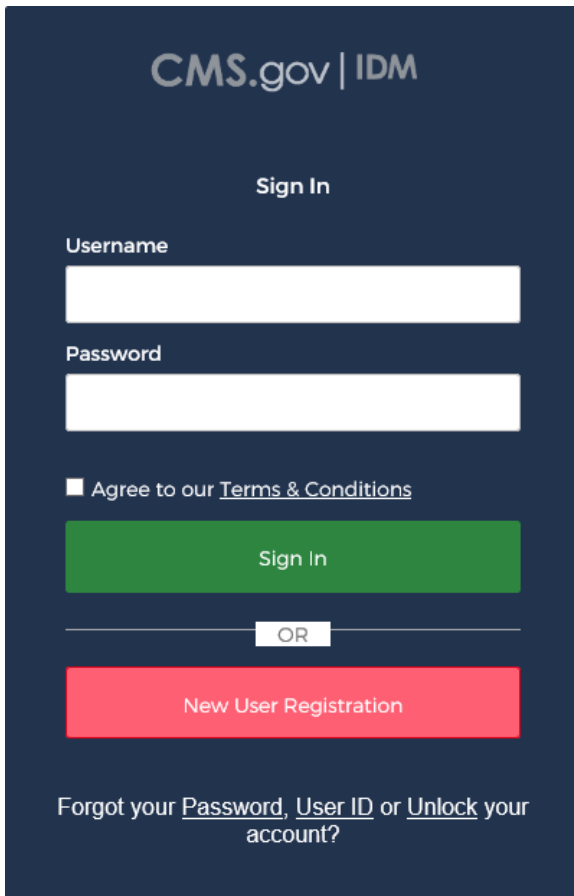 CMS.gov | IDM
Sign In
Username
Password
Agree to our Terms & Conditions
Sign In
OR
New User Registration
Forgot your Password, User ID or Unlock your
account?